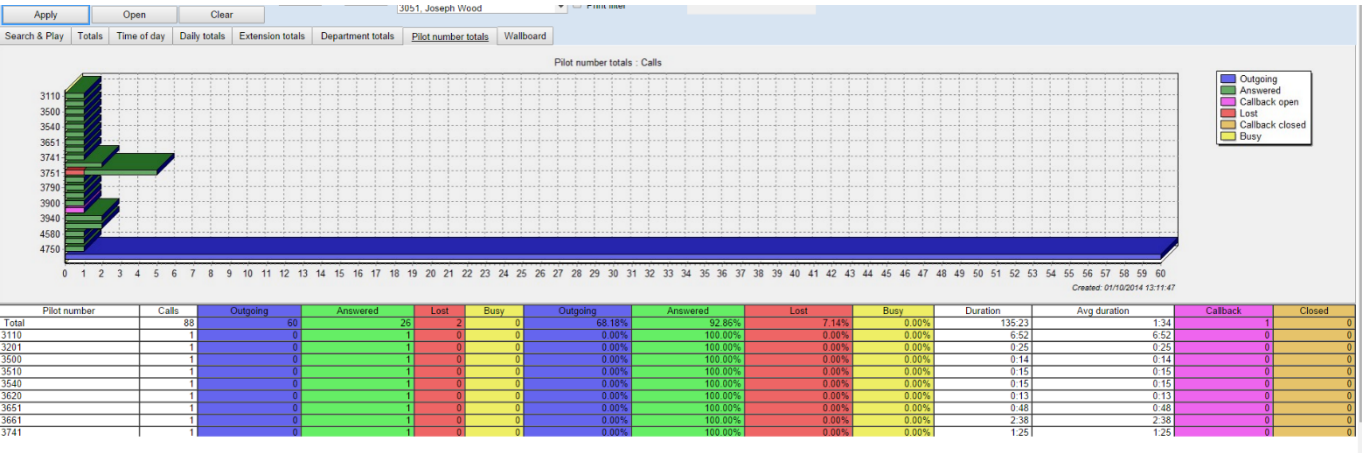 3051, Joseph Wood
Apply Open Clear
Search & Play Totals Time of day Daily totals Extension totals Department totals Pilot number totals Wallboard
Pilot number totals : Calls
Outgoing
Answered
Callback open
Lost
Callback closed
Busy
3110
3500
3540
3651
3741
3751
3790
3900
3940
4580
4750
0 1 2 3 4 5 6 7 8 9 10 11 12 13 14 15 16 17 18 19 20 21 22 23 24 25 26 27 28 29 30 31 32 33 34 35 36 37 38 39 40 41 42 43 44 45 46 47 48 49 50 51 52 53 54 55 56 57 58 59 60
Created: 01/10/2014 13:11:47
Pilot number Calls Outgoing Answered Lost Busy Outgoing Answered Lost Busy Duration Avg duration Callback Closed
Total 88 60 26 2 0 68.18% 92.86% 7.14% 0.00% 135:23 1:34 1 0
3110 1 0 1 0 0 0.00% 100.00% 0.00% 0.00% 6:52 6:52 0 0
3201 1 0 1 0 0 0.00% 100.00% 0.00% 0.00% 0:25 0:25 0 0
3500 1 0 1 0 0 0.00% 100.00% 0.00% 0.00% 0:14 0:14 0 0
3510 1 0 1 0 0 0.00% 100.00% 0.00% 0.00% 0:15 0:15 0 0
3540 1 0 1 0 0 0.00% 100.00% 0.00% 0.00% 0:15 0:15 0 0
3620 1 0 1 0 0 0.00% 100.00% 0.00% 0.00% 0:13 0:13 0 0
3651 1 0 1 0 0 0.00% 100.00% 0.00% 0.00% 0:48 0:48 0 0
3661 1 0 1 0 0 0.00% 100.00% 0.00% 0.00% 2:38 2:38 0 0
3741 1 0 1 0 0 0.00% 100.00% 0.00% 0.00% 1:25 1:25 0 0